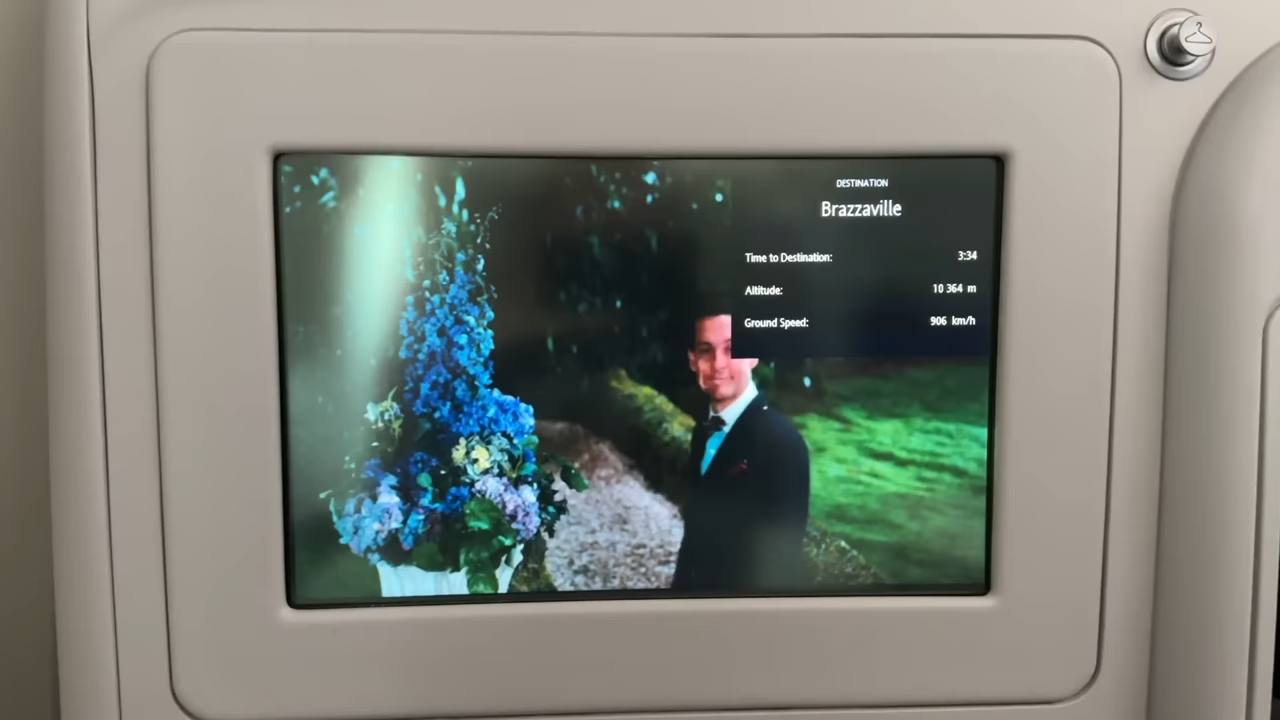 DESTINATION
Brazzaville
Time to Destination: 3:34
Altitude: 10 364 m
Ground Speed: 906 km/h